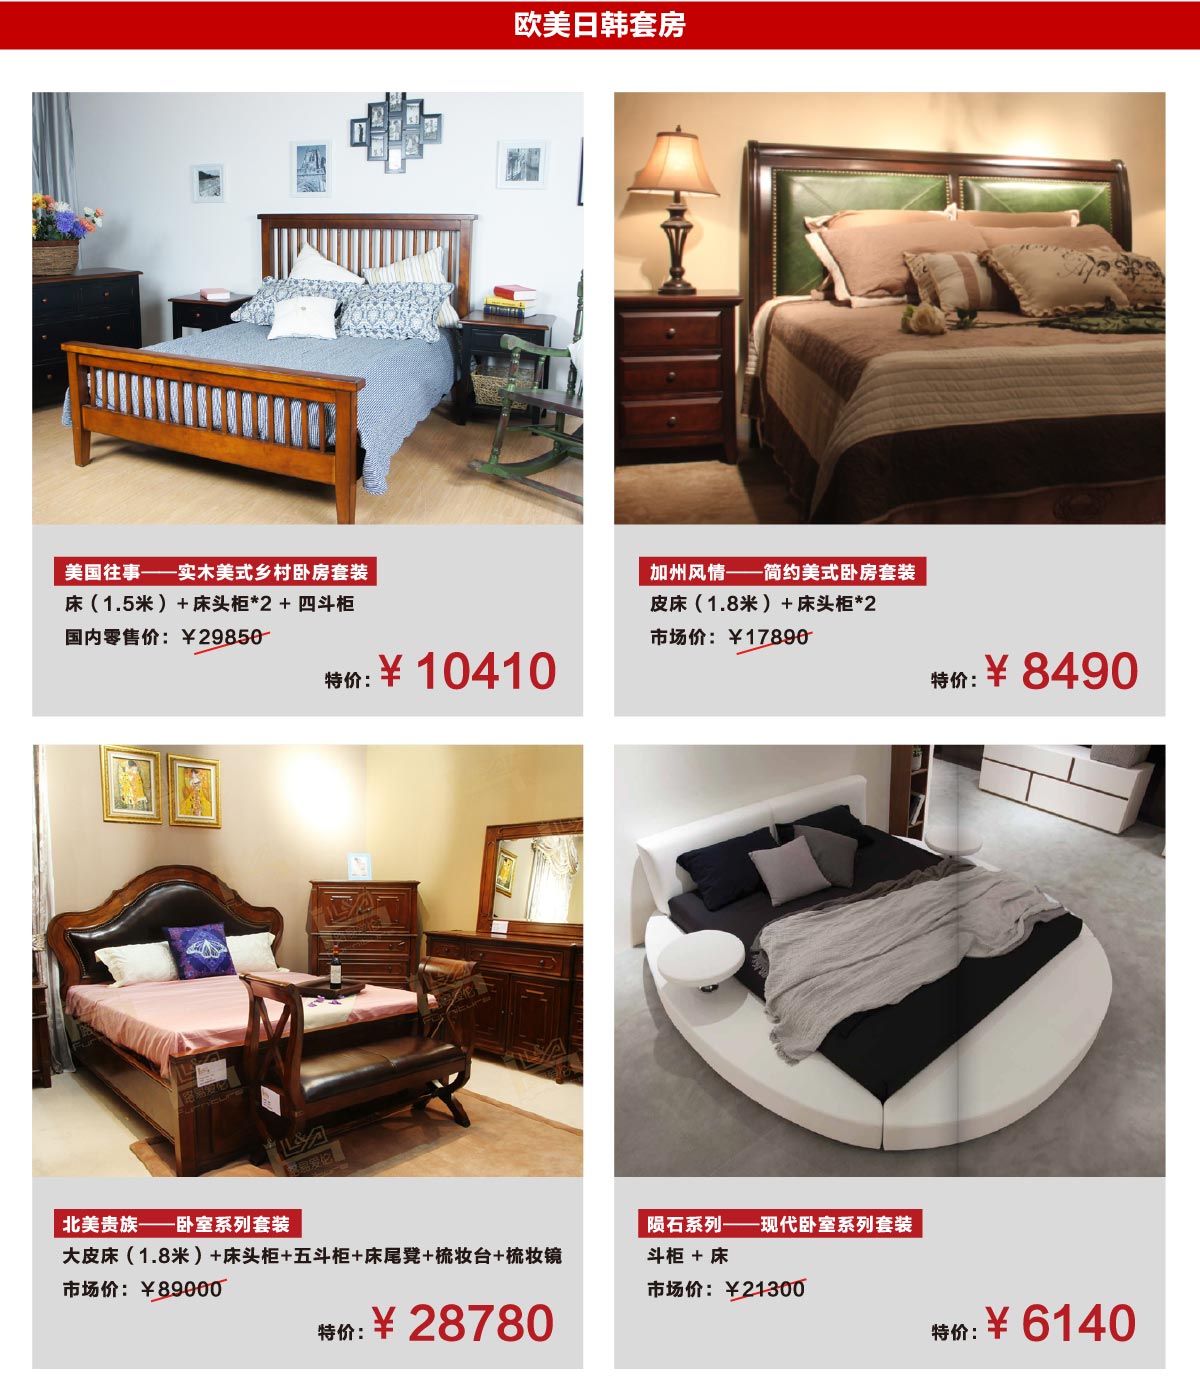 欧美日韩套房
美国往事——实木美式乡村卧房套装
床（1.5米）+床头柜*2 + 四斗柜
国内零售价：￥29850
特价：￥10410
加州风情——简约美式卧房套装
皮床（1.8米）+床头柜*2
市场价：￥17890
特价：￥8490
北美贵族——卧室系列套装
大皮床（1.8米）+床头柜+五斗柜+床尾凳+梳妆台+梳妆镜
市场价：￥89000
特价：￥28780
陨石系列——现代卧室系列套装
斗柜 + 床
市场价：￥21300
特价：￥6140